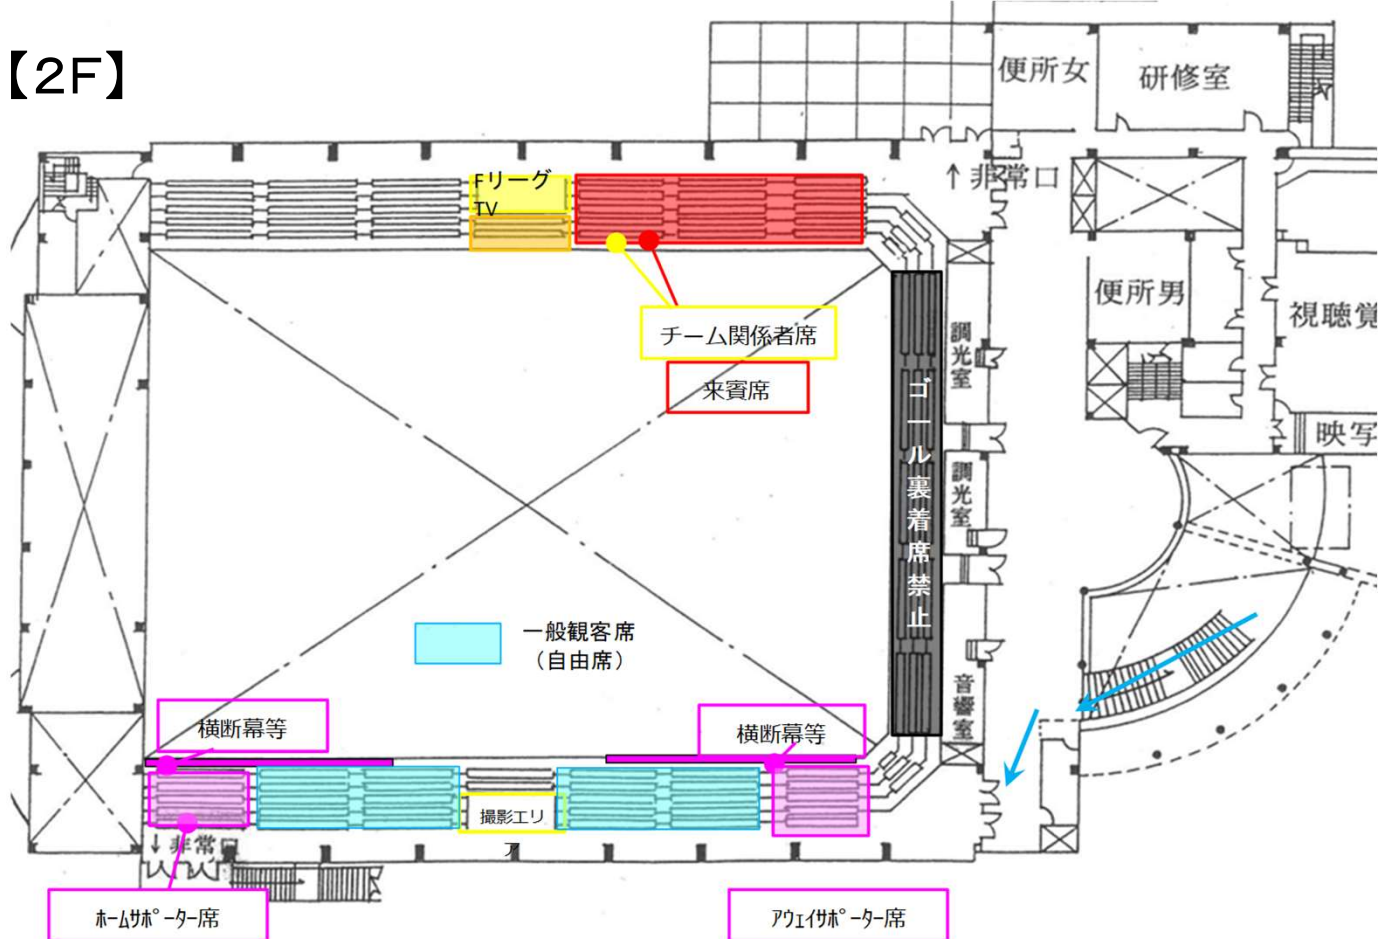 【2F】
便所女
研修室
↑非常口
Fリーグ
TV
チーム関係者席
来賓席
便所男
視聴覚
調光室
ゴール裏着席禁止
映写
調光室
一般観客席
（自由席）
音響室
横断幕等
横断幕等
撮影エリ
ア
↓非常口
ﾎｰﾑｻﾎﾟｰﾀｰ席
ｱｳｪｲｻﾎﾟｰﾀｰ席